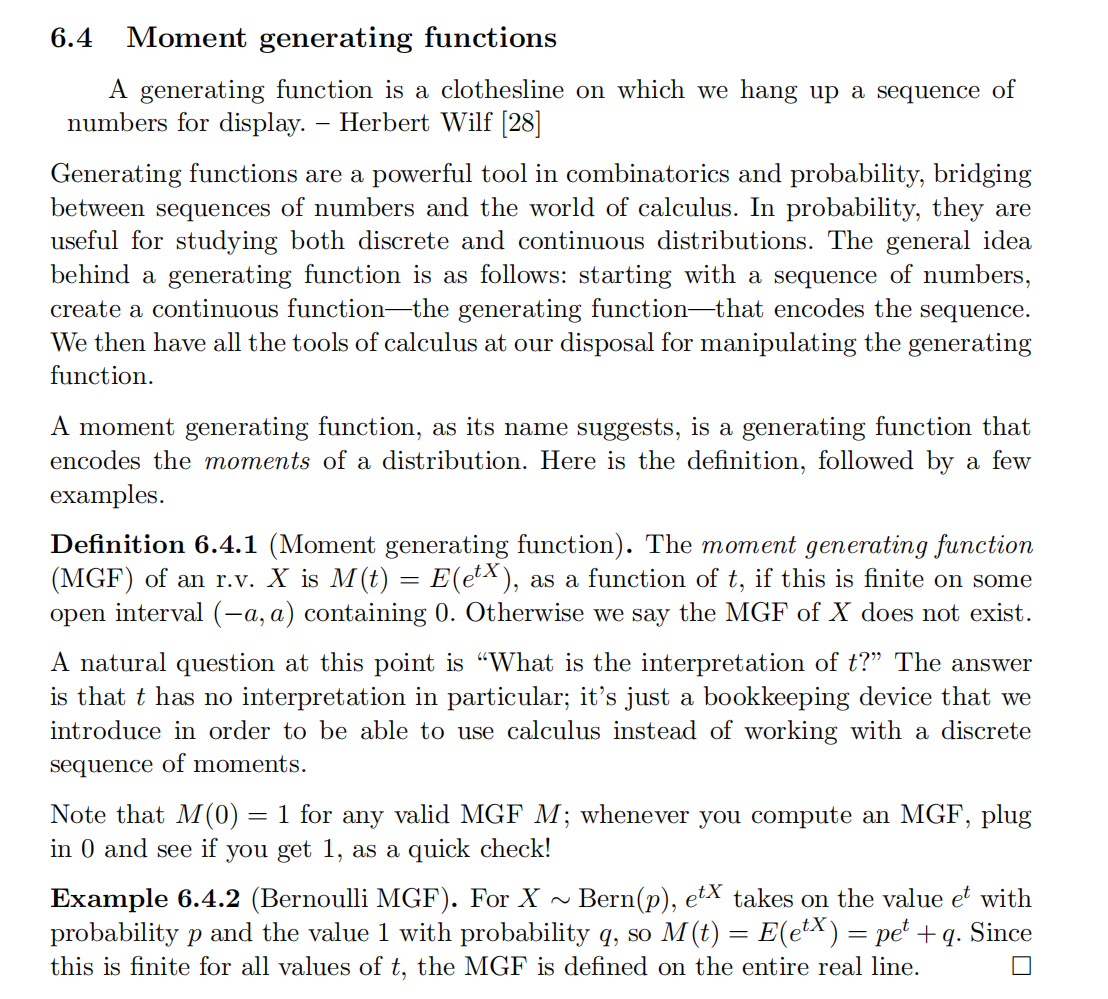 6.4 Moment generating functions
A generating function is a clothesline on which we hang up a sequence of
numbers for display. – Herbert Wilf [28]
Generating functions are a powerful tool in combinatorics and probability, bridging
between sequences of numbers and the world of calculus. In probability, they are
useful for studying both discrete and continuous distributions. The general idea
behind a generating function is as follows: starting with a sequence of numbers,
create a continuous function—the generating function—that encodes the sequence.
We then have all the tools of calculus at our disposal for manipulating the generating
function.
A moment generating function, as its name suggests, is a generating function that
encodes the moments of a distribution. Here is the definition, followed by a few
examples.
Definition 6.4.1 (Moment generating function). The moment generating function
(MGF) of an r.v. X is M(t) = E(e^{tX}), as a function of t, if this is finite on some
open interval (−a, a) containing 0. Otherwise we say the MGF of X does not exist.
A natural question at this point is “What is the interpretation of t?” The answer
is that t has no interpretation in particular; it’s just a bookkeeping device that we
introduce in order to be able to use calculus instead of working with a discrete
sequence of moments.
Note that M(0) = 1 for any valid MGF M; whenever you compute an MGF, plug
in 0 and see if you get 1, as a quick check!
Example 6.4.2 (Bernoulli MGF). For X ∼ Bern(p), e^{tX} takes on the value e^t with
probability p and the value 1 with probability q, so M(t) = E(e^{tX}) = pe^t + q. Since
this is finite for all values of t, the MGF is defined on the entire real line. □